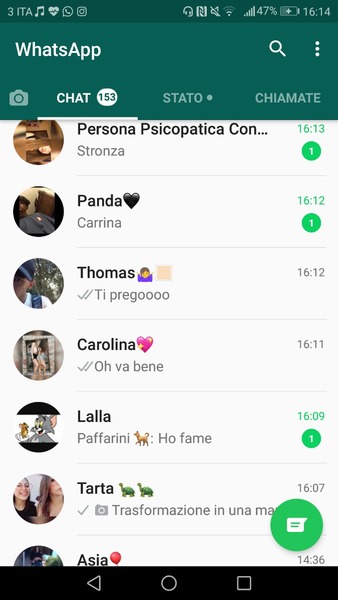 3 ITA 47% 16:14
WhatsApp
CHAT 153 STATO CHIAMATE
Persona Psicopatica Con... 16:13
Stronza 1
Panda🖤 16:12
Carrina 1
Thomas🤷‍♀️🏻 16:12
Ti pregoooo
Carolina💖 16:11
Oh va bene
Lalla 16:09
Paffarini 🐕: Ho fame 1
Tarta 🐢🐢 16:07
📷 Trasformazione in una ma
Asia🎈 14:36